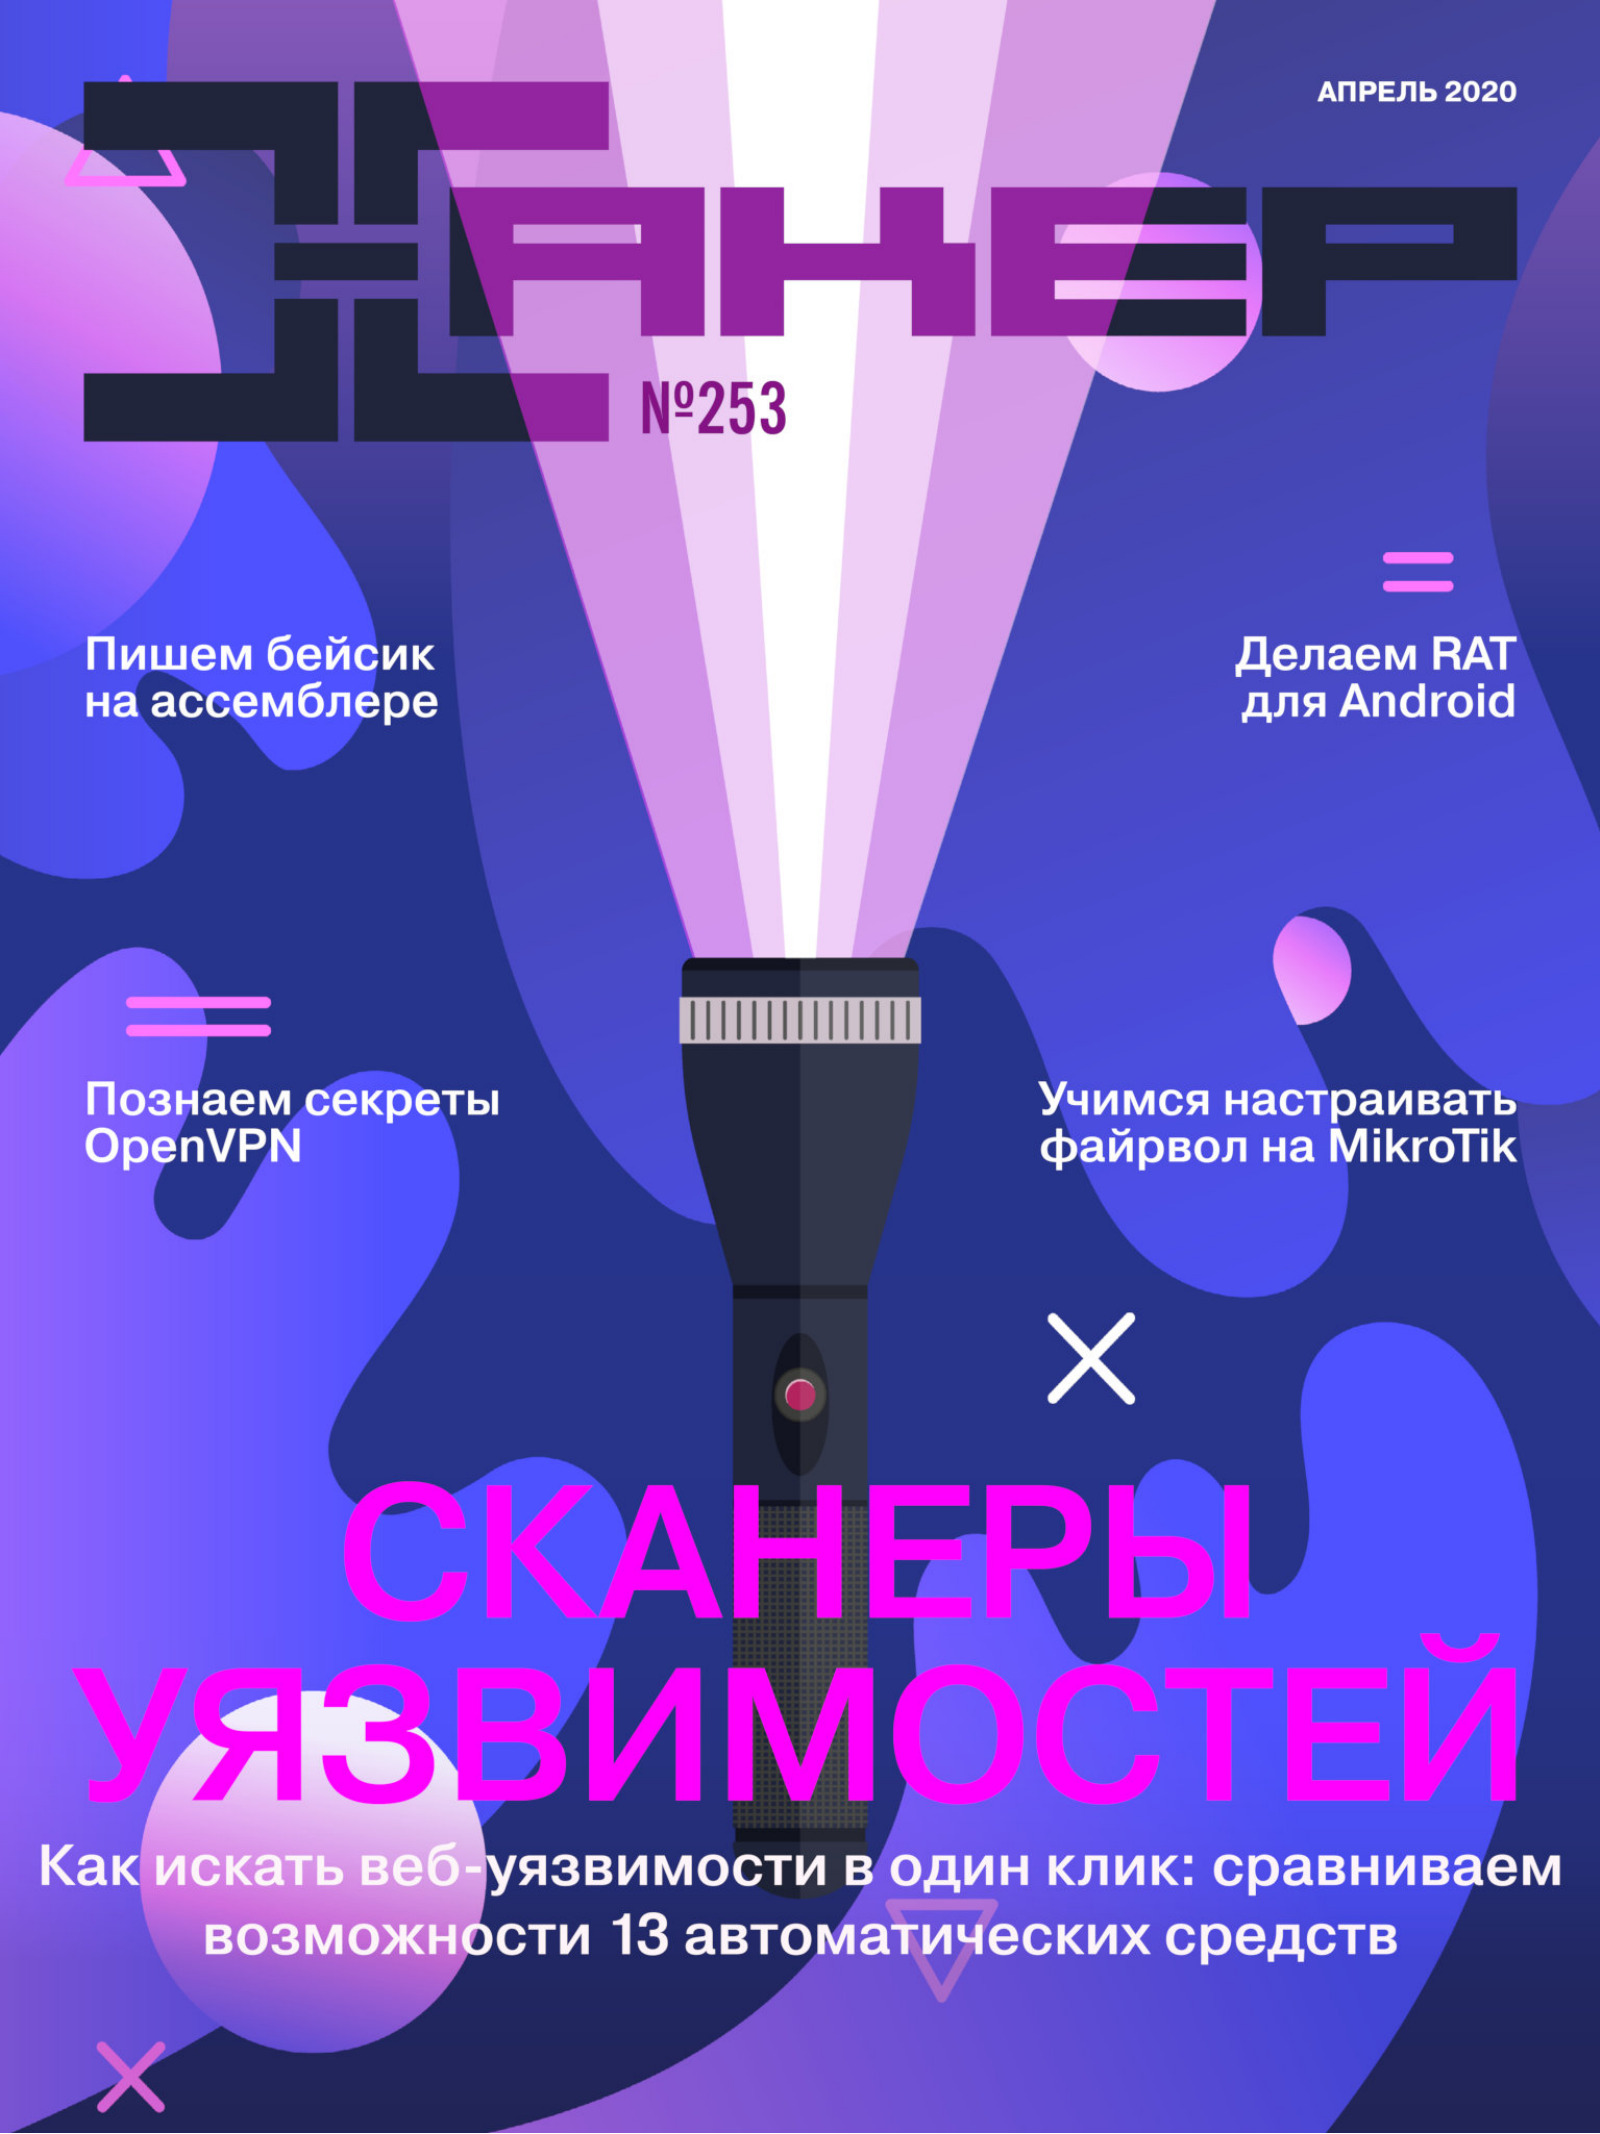 АПРЕЛЬ 2020
ХАКЕР
№253
Пишем бейсик
на ассемблере
Делаем RAT
для Android
Познаем секреты
OpenVPN
Учимся настраивать
файрвол на MikroTik
СКАНЕРЫ
УЯЗВИМОСТЕЙ
Как искать веб-уязвимости в один клик: сравниваем
возможности 13 автоматических средств